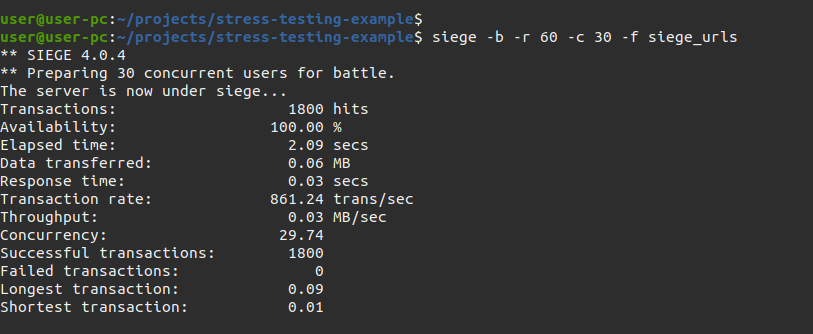 user@user-pc:~/projects/stress-testing-example$
user@user-pc:~/projects/stress-testing-example$ siege -b -r 60 -c 30 -f siege_urls
** SIEGE 4.0.4
** Preparing 30 concurrent users for battle.
The server is now under siege...
Transactions: 1800 hits
Availability: 100.00 %
Elapsed time: 2.09 secs
Data transferred: 0.06 MB
Response time: 0.03 secs
Transaction rate: 861.24 trans/sec
Throughput: 0.03 MB/sec
Concurrency: 29.74
Successful transactions: 1800
Failed transactions: 0
Longest transaction: 0.09
Shortest transaction: 0.01